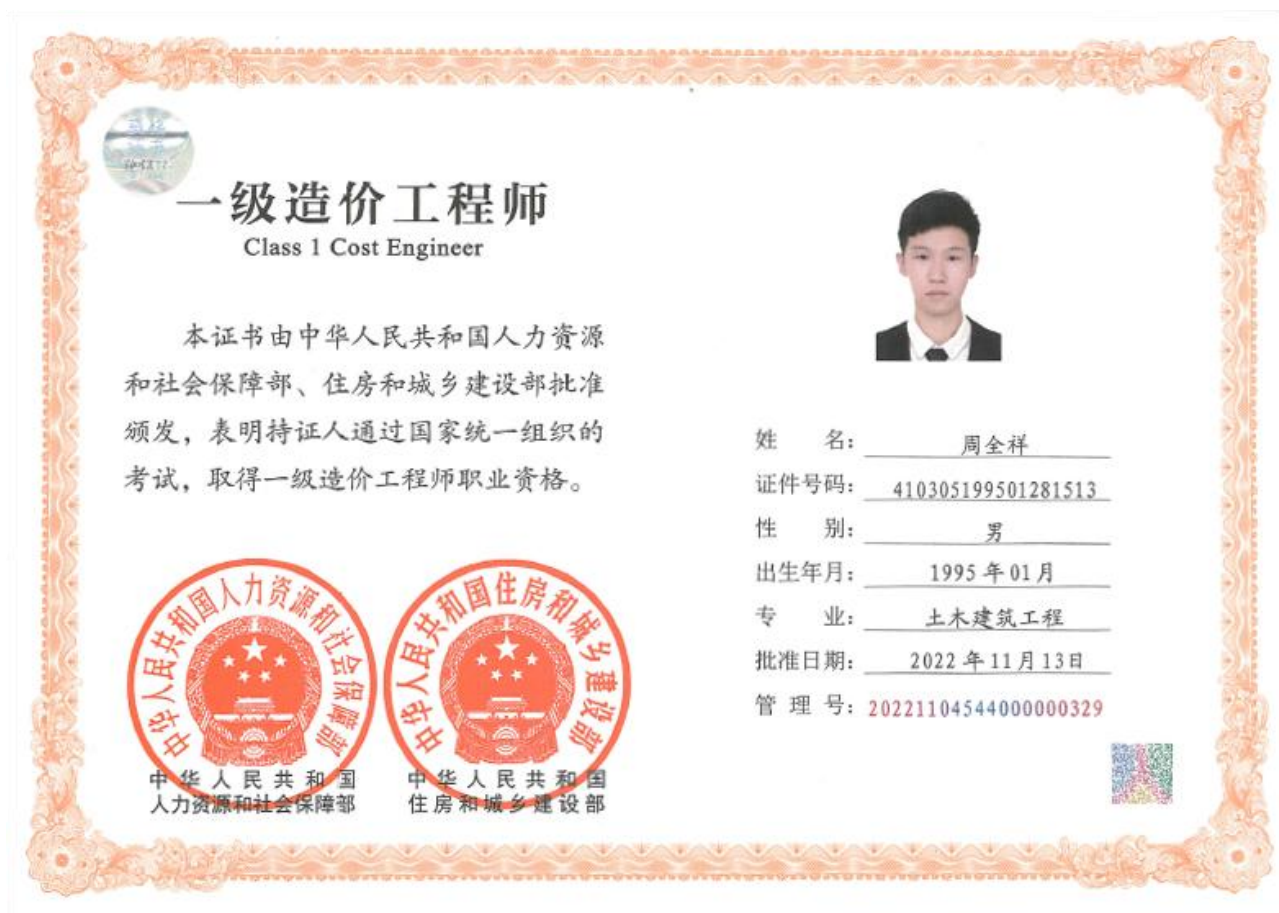 一级造价工程师
Class 1 Cost Engineer
本证书由中华人民共和国人力资源
和社会保障部、住房和城乡建设部批准
颁发，表明持证人通过国家统一组织的
考试，取得一级造价工程师职业资格。
中华人民共和国人力资源和社会保障部
中华人民共和国住房和城乡建设部
中华人民共和国
人力资源和社会保障部
中华人民共和国
住房和城乡建设部
姓 名：周全祥
证件号码：410305199501281513
性 别：男
出生年月：1995年01月
专 业：土木建筑工程
批准日期：2022年11月13日
管 理 号：20221104544000000329